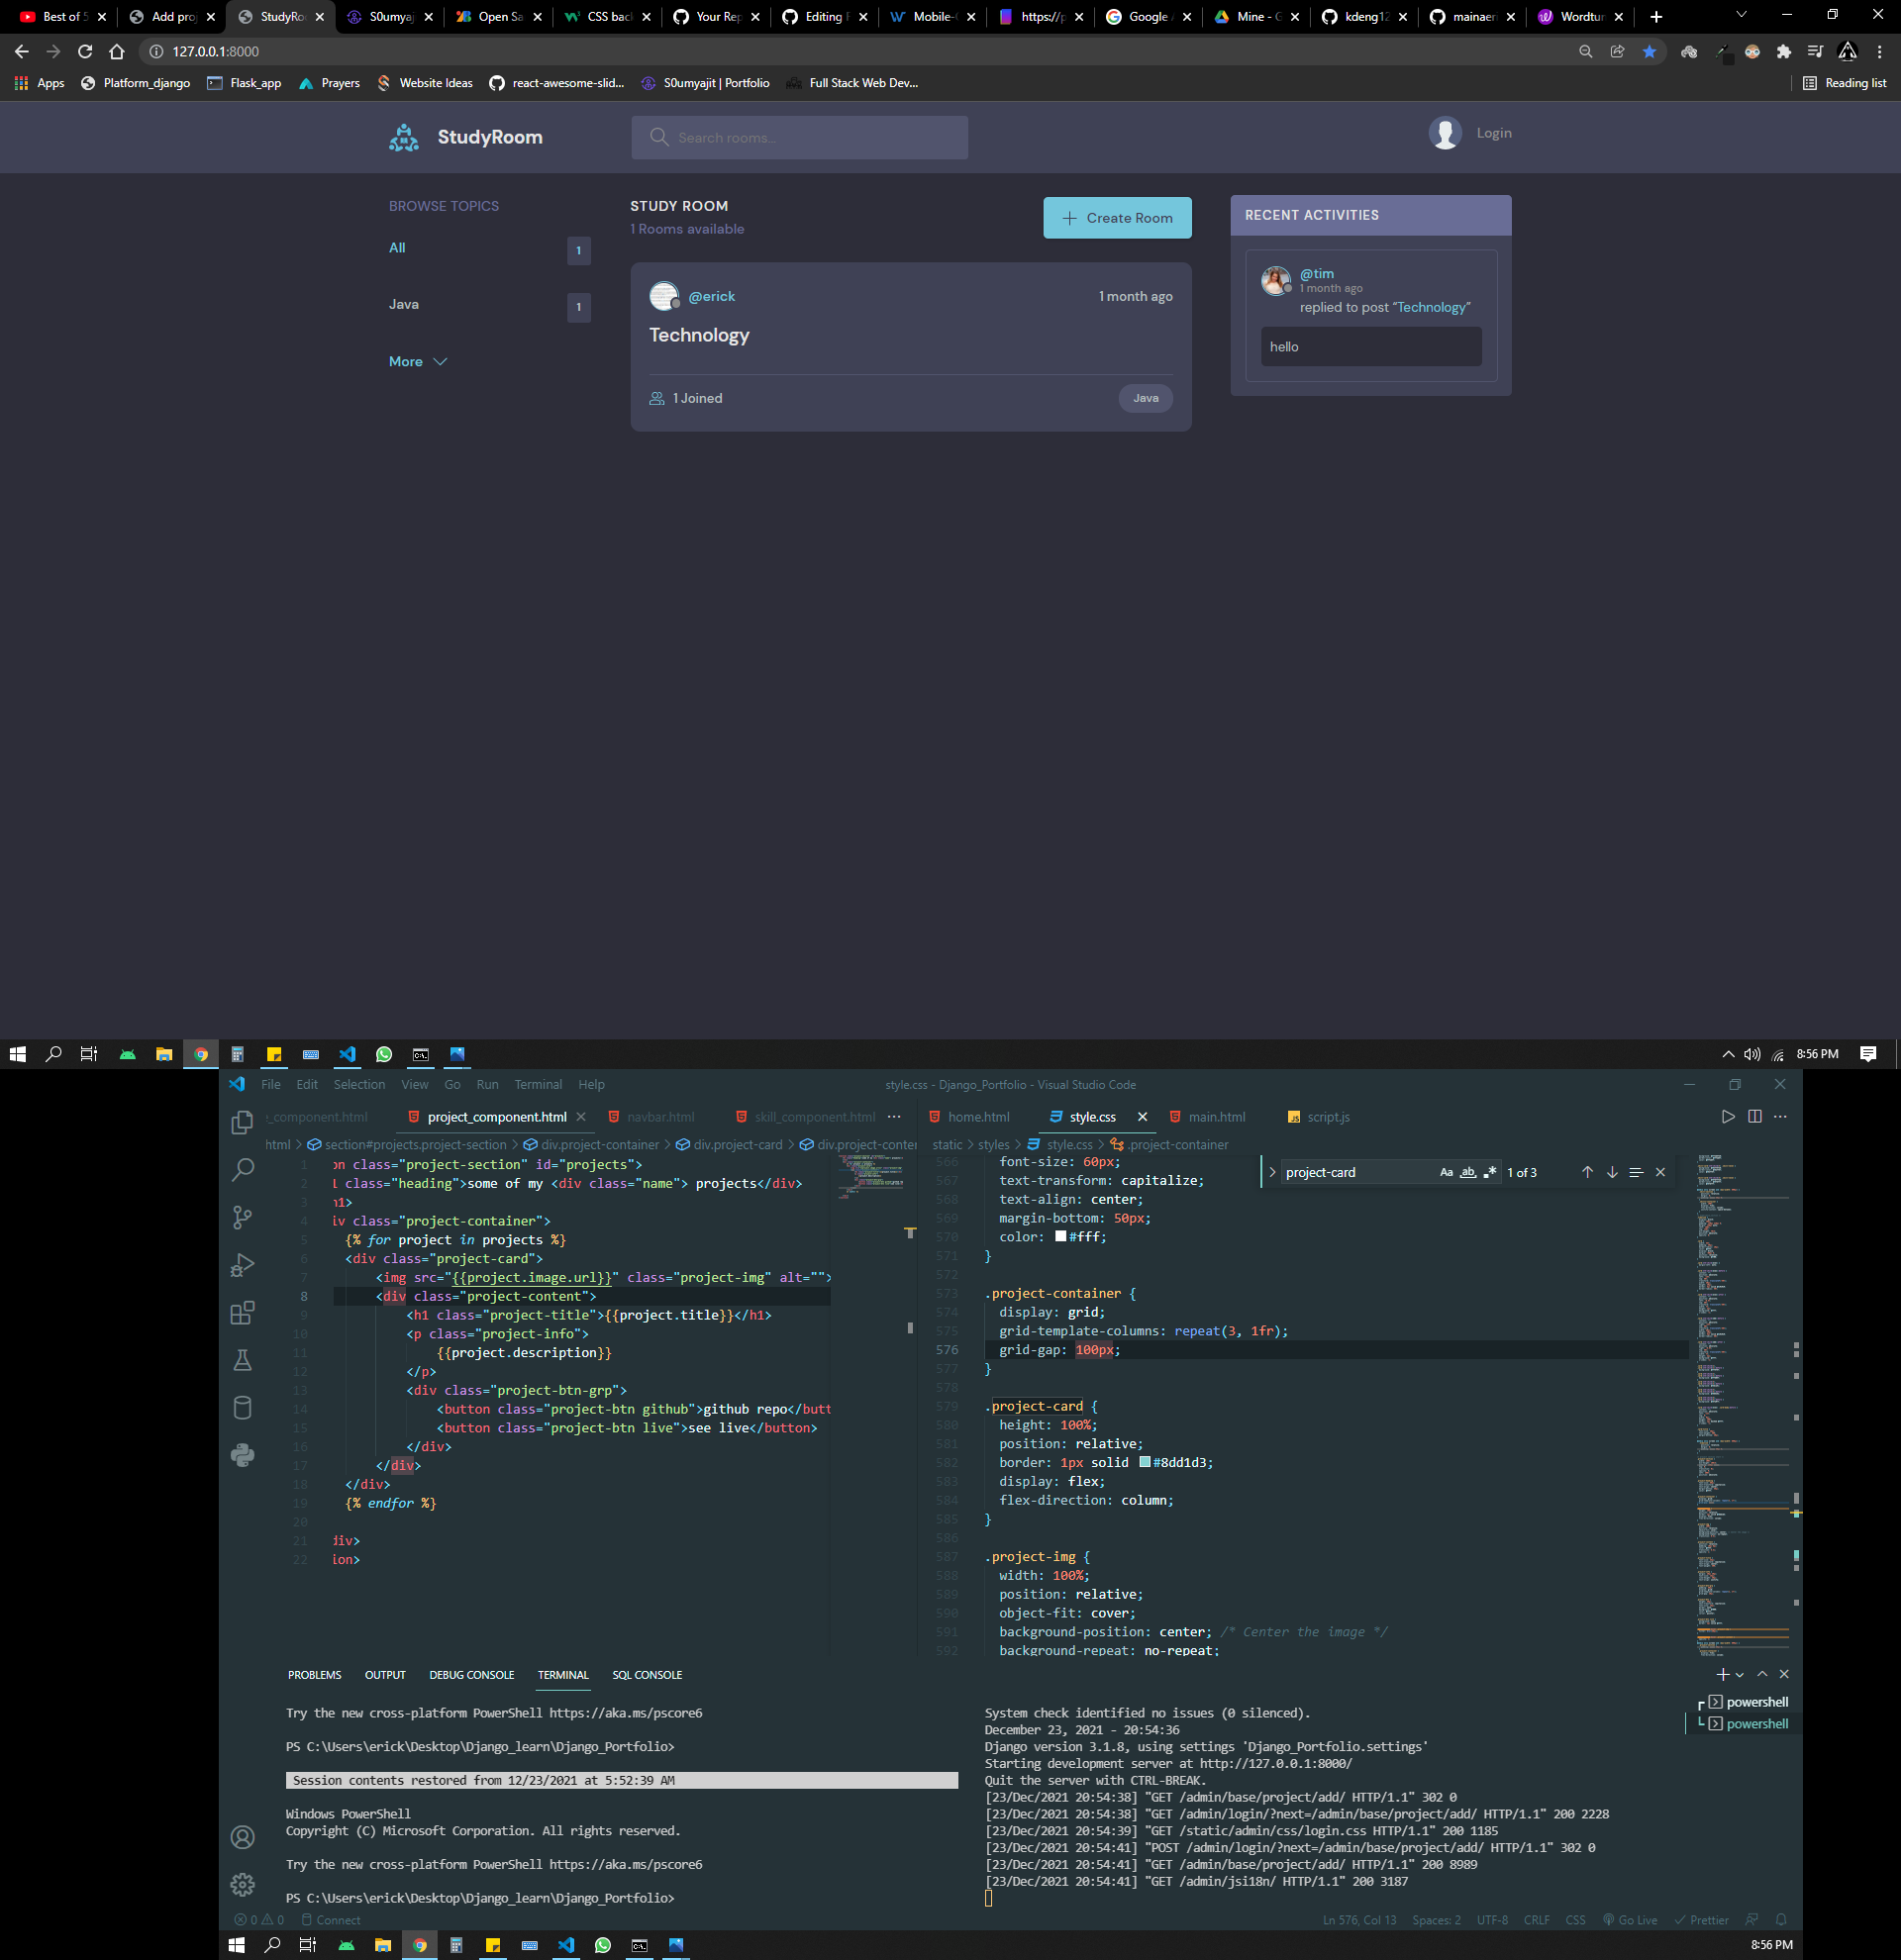 Best of 5
Add proj
StudyRoo
S0umyaj
Open Sa
CSS bac
Your Rep
Editing F
Mobile-
https://p
Google
Mine - G
kdeng12
mainaer
Wordtun
127.0.0.1:8000
Apps
Platform_django
Flask_app
Prayers
Website Ideas
react-awesome-slid...
S0umyajit | Portfolio
Full Stack Web Dev...
Reading list
StudyRoom
Search rooms...
Login
BROWSE TOPICS
All 1
Java 1
More
STUDY ROOM
1 Rooms available
Create Room
@erick
1 month ago
Technology
1 Joined
Java
RECENT ACTIVITIES
@tim
1 month ago
replied to post “Technology”
hello
8:56 PM
File Edit Selection View Go Run Terminal Help
style.css - Django_Portfolio - Visual Studio Code
_component.html
project_component.html
navbar.html
skill_component.html
home.html
style.css
main.html
script.js
html > section#projects.project-section > div.project-container > div.project-card > div.project-conter
static > styles > style.css > .project-container
project-card
Aa ab 1 of 3
1 on class="project-section" id="projects">
2 class="heading">some of my <div class="name"> projects</div>
3 h1>
4 iv class="project-container">
5 {% for project in projects %}
6 <div class="project-card">
7 <img src="{{project.image.url}}" class="project-img" alt="">
8 <div class="project-content">
9 <h1 class="project-title">{{project.title}}</h1>
10 <p class="project-info">
11 {{project.description}}
12 </p>
13 <div class="project-btn-grp">
14 <button class="project-btn github">github repo</butt
15 <button class="project-btn live">see live</button>
16 </div>
17 </div>
18 </div>
19 {% endfor %}
20
21 div>
22 ion>
566 font-size: 60px;
567 text-transform: capitalize;
568 text-align: center;
569 margin-bottom: 50px;
570 color: #fff;
571 }
572
573 .project-container {
574 display: grid;
575 grid-template-columns: repeat(3, 1fr);
576 grid-gap: 100px;
577 }
578
579 .project-card {
580 height: 100%;
581 position: relative;
582 border: 1px solid #8dd1d3;
583 display: flex;
584 flex-direction: column;
585 }
586
587 .project-img {
588 width: 100%;
589 position: relative;
590 object-fit: cover;
591 background-position: center; /* Center the image */
592 background-repeat: no-repeat;
PROBLEMS OUTPUT DEBUG CONSOLE TERMINAL SQL CONSOLE
Try the new cross-platform PowerShell https://aka.ms/pscore6
PS C:\Users\erick\Desktop\Django_learn\Django_Portfolio>
Session contents restored from 12/23/2021 at 5:52:39 AM
Windows PowerShell
Copyright (C) Microsoft Corporation. All rights reserved.
Try the new cross-platform PowerShell https://aka.ms/pscore6
PS C:\Users\erick\Desktop\Django_learn\Django_Portfolio>
System check identified no issues (0 silenced).
December 23, 2021 - 20:54:36
Django version 3.1.8, using settings 'Django_Portfolio.settings'
Starting development server at http://127.0.0.1:8000/
Quit the server with CTRL-BREAK.
[23/Dec/2021 20:54:38] "GET /admin/base/project/add/ HTTP/1.1" 302 0
[23/Dec/2021 20:54:38] "GET /admin/login/?next=/admin/base/project/add/ HTTP/1.1" 200 2228
[23/Dec/2021 20:54:39] "GET /static/admin/css/login.css HTTP/1.1" 200 1185
[23/Dec/2021 20:54:41] "POST /admin/login/?next=/admin/base/project/add/ HTTP/1.1" 302 0
[23/Dec/2021 20:54:41] "GET /admin/base/project/add/ HTTP/1.1" 200 8989
[23/Dec/2021 20:54:41] "GET /admin/jsi18n/ HTTP/1.1" 200 3187
powershell
powershell
0 0 Connect
Ln 576, Col 13 Spaces: 2 UTF-8 CRLF CSS Go Live Prettier
8:56 PM